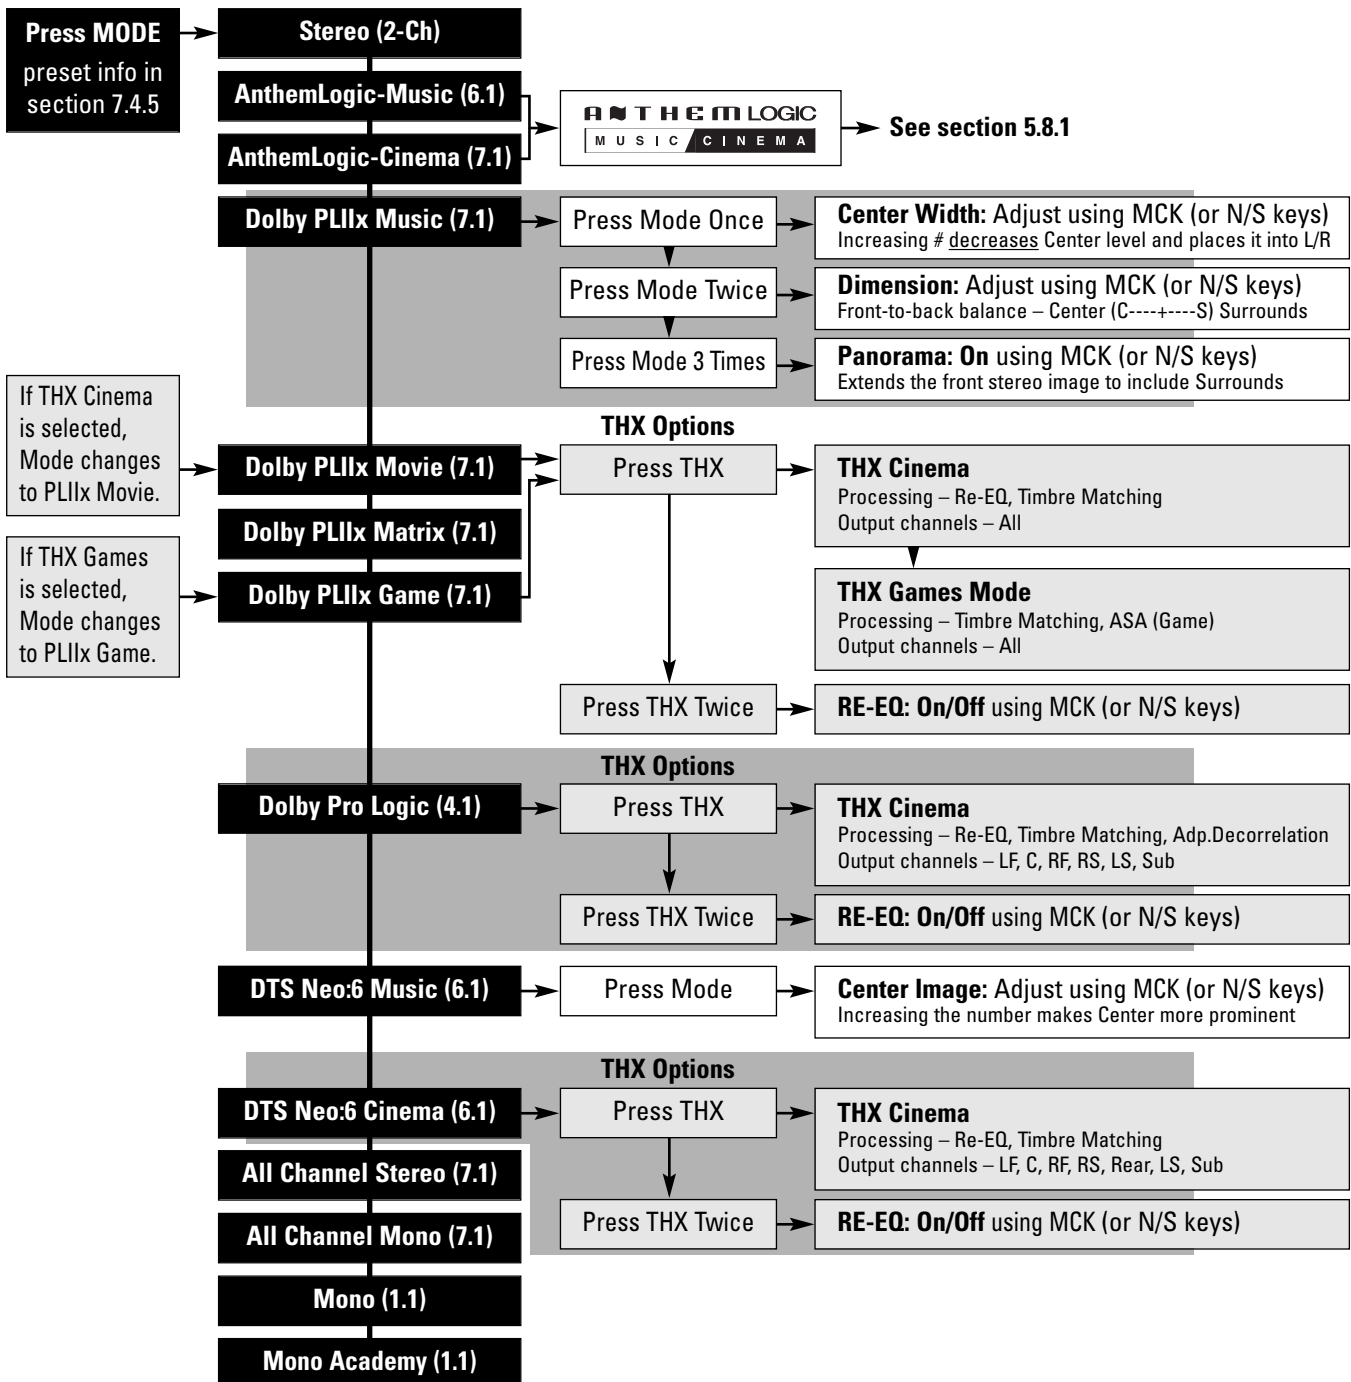 Press MODE
preset info in
section 7.4.5
Stereo (2-Ch)
AnthemLogic-Music (6.1)
AnthemLogic-Cinema (7.1)
ANTHEM LOGIC
MUSIC CINEMA
See section 5.8.1
Dolby PLIIx Music (7.1)
Press Mode Once
Center Width: Adjust using MCK (or N/S keys)
Increasing # decreases Center level and places it into L/R
Press Mode Twice
Dimension: Adjust using MCK (or N/S keys)
Front-to-back balance – Center (C----+----S) Surrounds
Press Mode 3 Times
Panorama: On using MCK (or N/S keys)
Extends the front stereo image to include Surrounds
If THX Cinema
is selected,
Mode changes
to PLIIx Movie.
THX Options
Dolby PLIIx Movie (7.1)
Press THX
THX Cinema
Processing – Re-EQ, Timbre Matching
Output channels – All
Dolby PLIIx Matrix (7.1)
If THX Games
is selected,
Mode changes
to PLIIx Game.
Dolby PLIIx Game (7.1)
THX Games Mode
Processing – Timbre Matching, ASA (Game)
Output channels – All
Press THX Twice
RE-EQ: On/Off using MCK (or N/S keys)
THX Options
Dolby Pro Logic (4.1)
Press THX
THX Cinema
Processing – Re-EQ, Timbre Matching, Adp.Decorrelation
Output channels – LF, C, RF, RS, LS, Sub
Press THX Twice
RE-EQ: On/Off using MCK (or N/S keys)
DTS Neo:6 Music (6.1)
Press Mode
Center Image: Adjust using MCK (or N/S keys)
Increasing the number makes Center more prominent
THX Options
DTS Neo:6 Cinema (6.1)
Press THX
THX Cinema
Processing – Re-EQ, Timbre Matching
Output channels – LF, C, RF, RS, Rear, LS, Sub
All Channel Stereo (7.1)
Press THX Twice
RE-EQ: On/Off using MCK (or N/S keys)
All Channel Mono (7.1)
Mono (1.1)
Mono Academy (1.1)